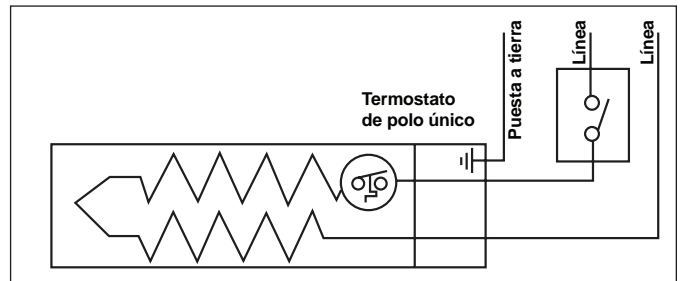 Termostato
de polo único
Puesta a tierra
Línea
Línea